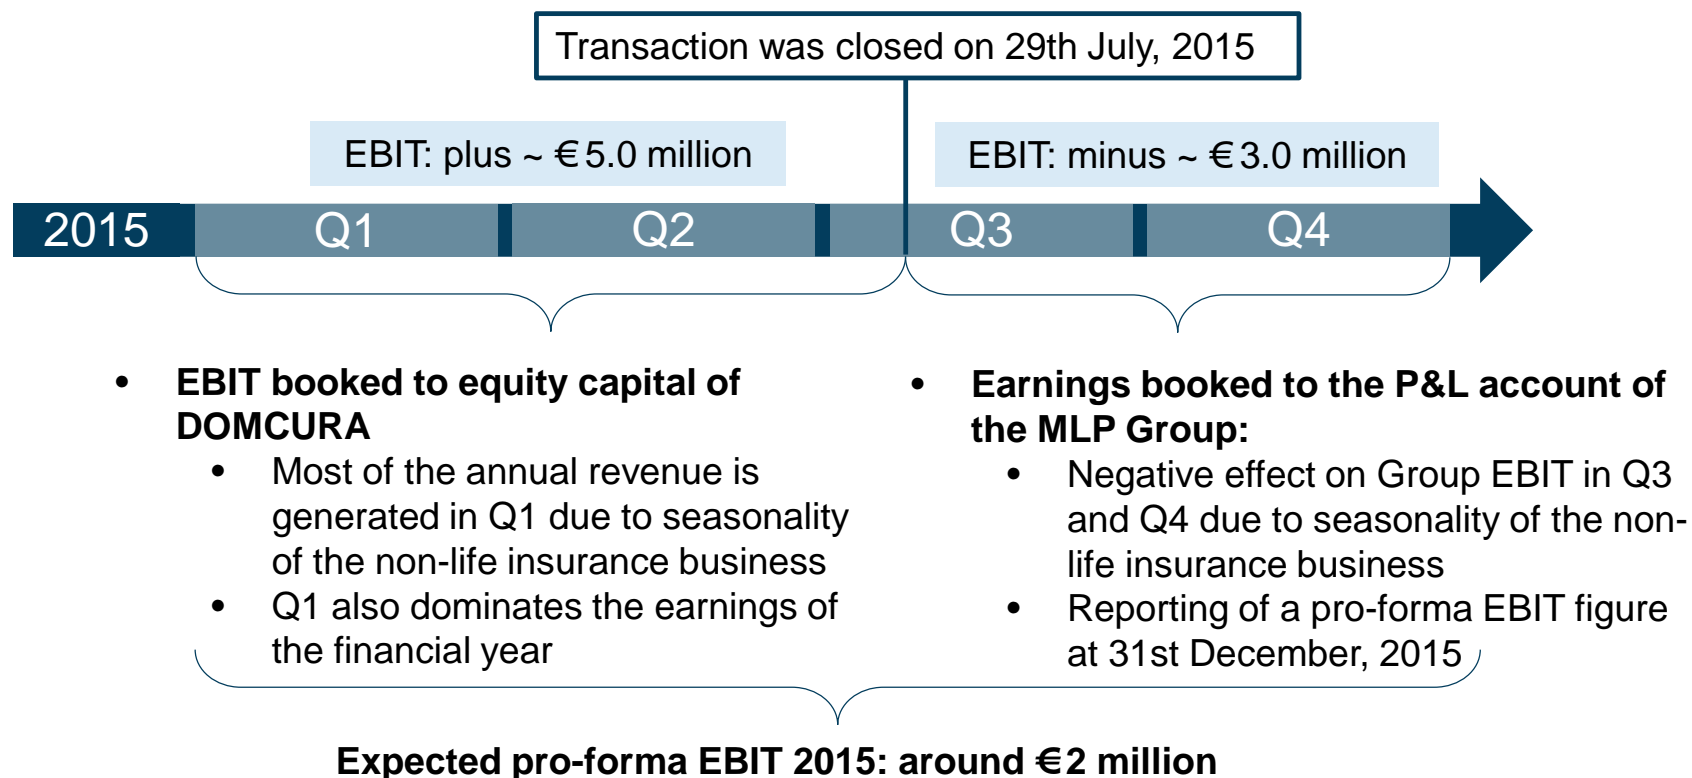 Transaction was closed on 29th July, 2015
EBIT: plus ~ €5.0 million
EBIT: minus ~ €3.0 million
2015 Q1 Q2 Q3 Q4
• EBIT booked to equity capital of
DOMCURA
• Most of the annual revenue is
generated in Q1 due to seasonality
of the non-life insurance business
• Q1 also dominates the earnings of
the financial year
• Earnings booked to the P&L account of
the MLP Group:
• Negative effect on Group EBIT in Q3
and Q4 due to seasonality of the non-
life insurance business
• Reporting of a pro-forma EBIT figure
at 31st December, 2015
Expected pro-forma EBIT 2015: around €2 million